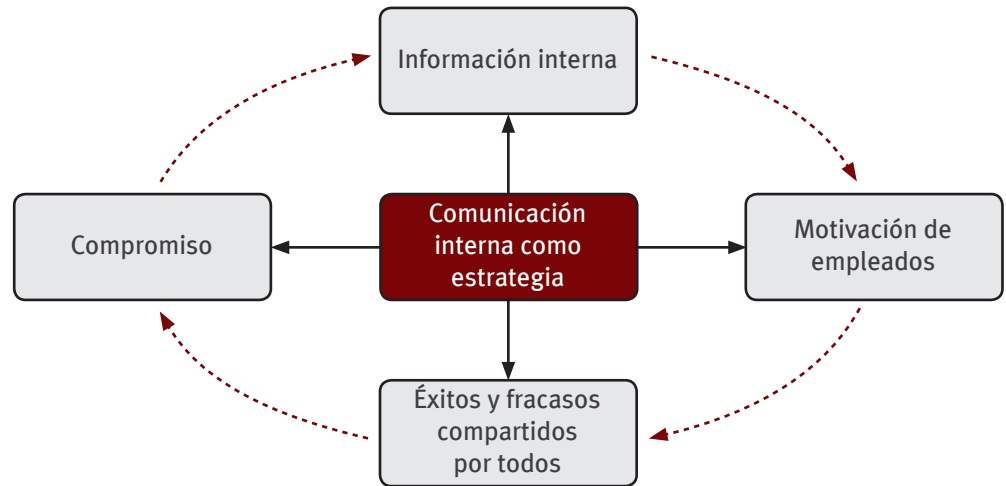 Información interna
Compromiso
Comunicación
interna como
estrategia
Motivación de
empleados
Éxitos y fracasos
compartidos
por todos